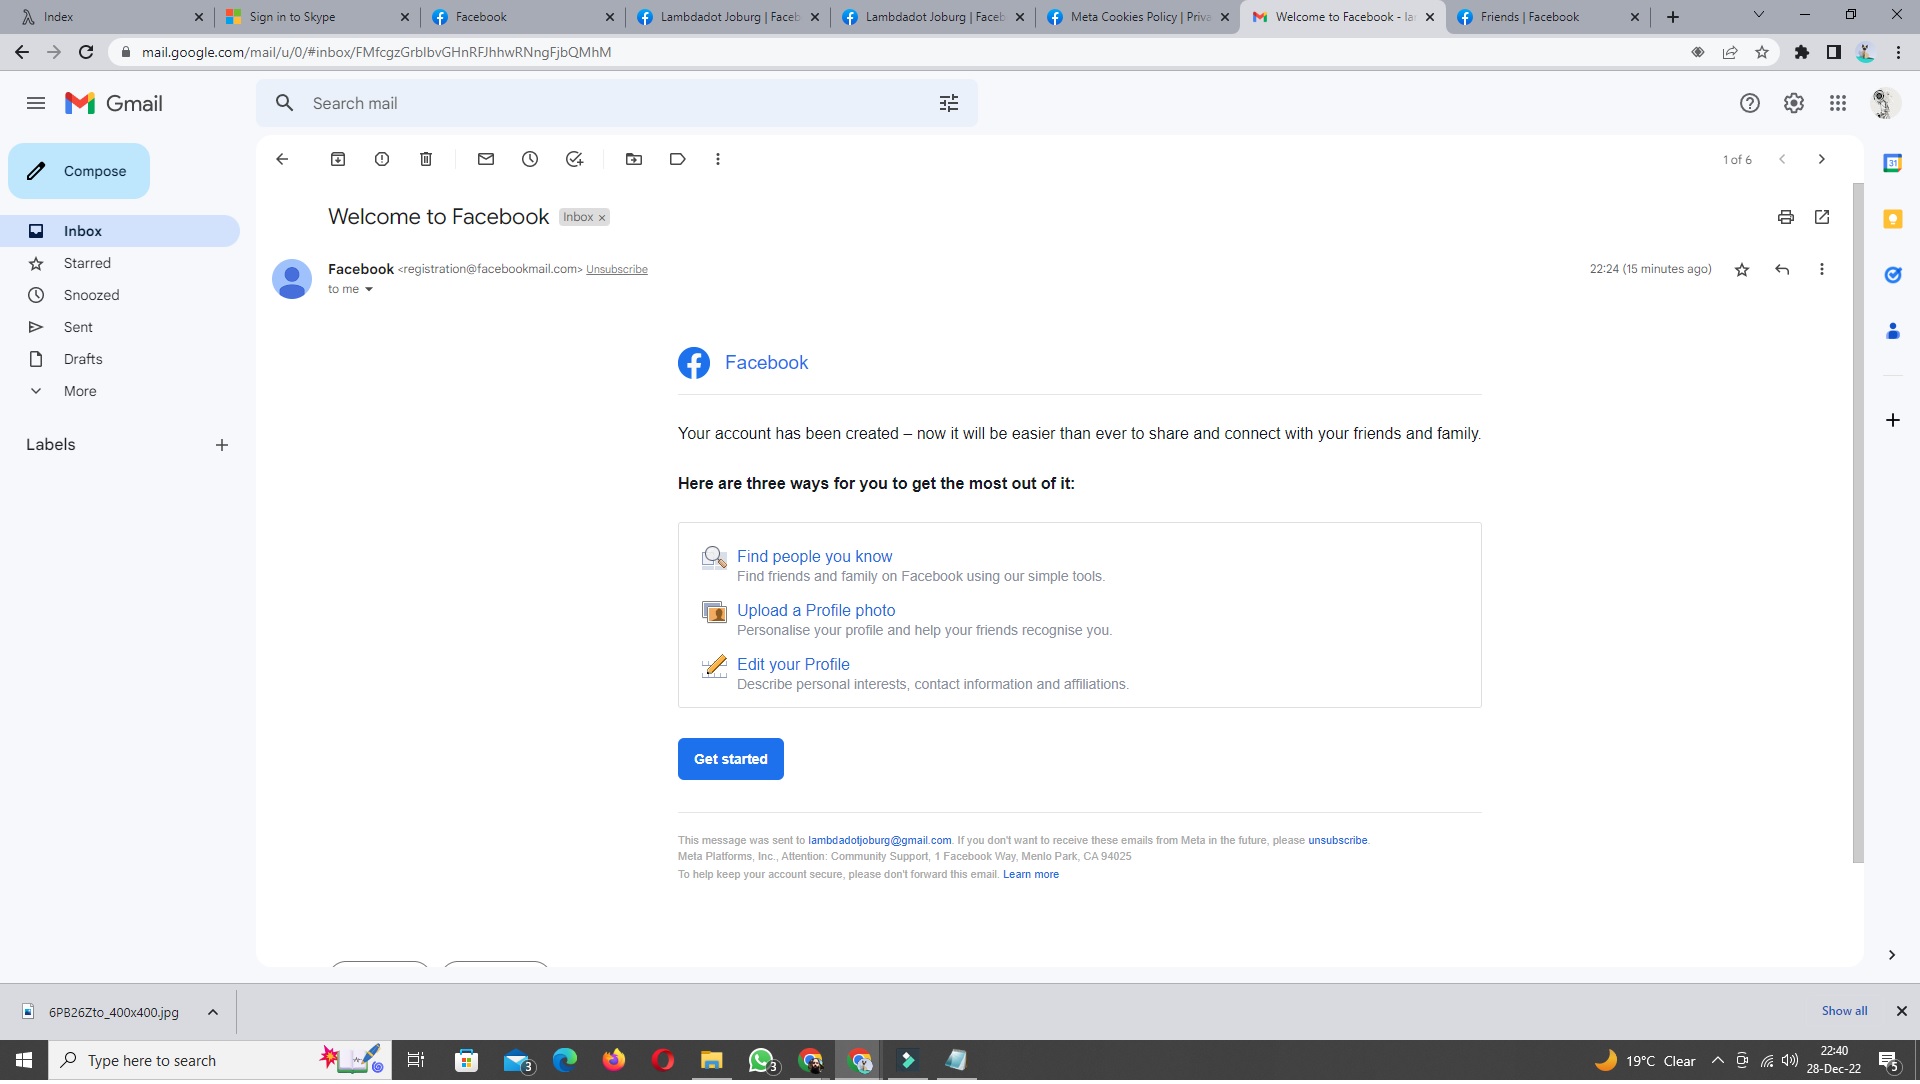 Index
Sign in to Skype
Facebook
Lambdadot Joburg | Faceb
Lambdadot Joburg | Faceb
Meta Cookies Policy | Priva
Welcome to Facebook - la
Friends | Facebook
mail.google.com/mail/u/0/#inbox/FMfcgzGrblbvGHnRFJhhwRNngFjbQMhM
Gmail
Search mail
Compose
1 of 6
31
Welcome to Facebook
Inbox ×
Inbox
Starred
Snoozed
Sent
Drafts
More
Labels
Facebook <registration@facebookmail.com> Unsubscribe
22:24 (15 minutes ago)
to me
Facebook
Your account has been created – now it will be easier than ever to share and connect with your friends and family.
Here are three ways for you to get the most out of it:
Find people you know
Find friends and family on Facebook using our simple tools.
Upload a Profile photo
Personalise your profile and help your friends recognise you.
Edit your Profile
Describe personal interests, contact information and affiliations.
Get started
This message was sent to lambdadotjoburg@gmail.com. If you don't want to receive these emails from Meta in the future, please unsubscribe.
Meta Platforms, Inc., Attention: Community Support, 1 Facebook Way, Menlo Park, CA 94025
To help keep your account secure, please don't forward this email. Learn more
6PB26Zto_400x400.jpg
Show all
Type here to search
3
3
19°C Clear
22:40
28-Dec-22
5